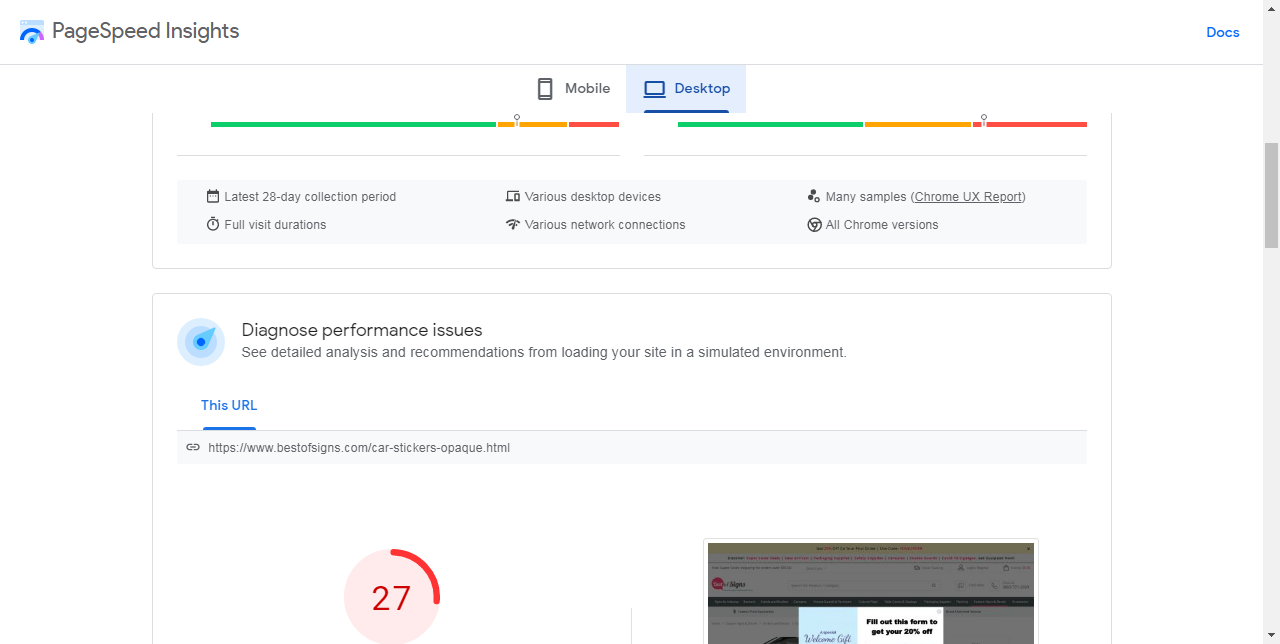 PageSpeed Insights
Docs
Mobile
Desktop
Latest 28-day collection period
Various desktop devices
Many samples (Chrome UX Report)
Full visit durations
Various network connections
All Chrome versions
Diagnose performance issues
See detailed analysis and recommendations from loading your site in a simulated environment.
This URL
https://www.bestofsigns.com/car-stickers-opaque.html
27
Signs
a special
Welcome Gift
Fill out this form to
get your 20% off